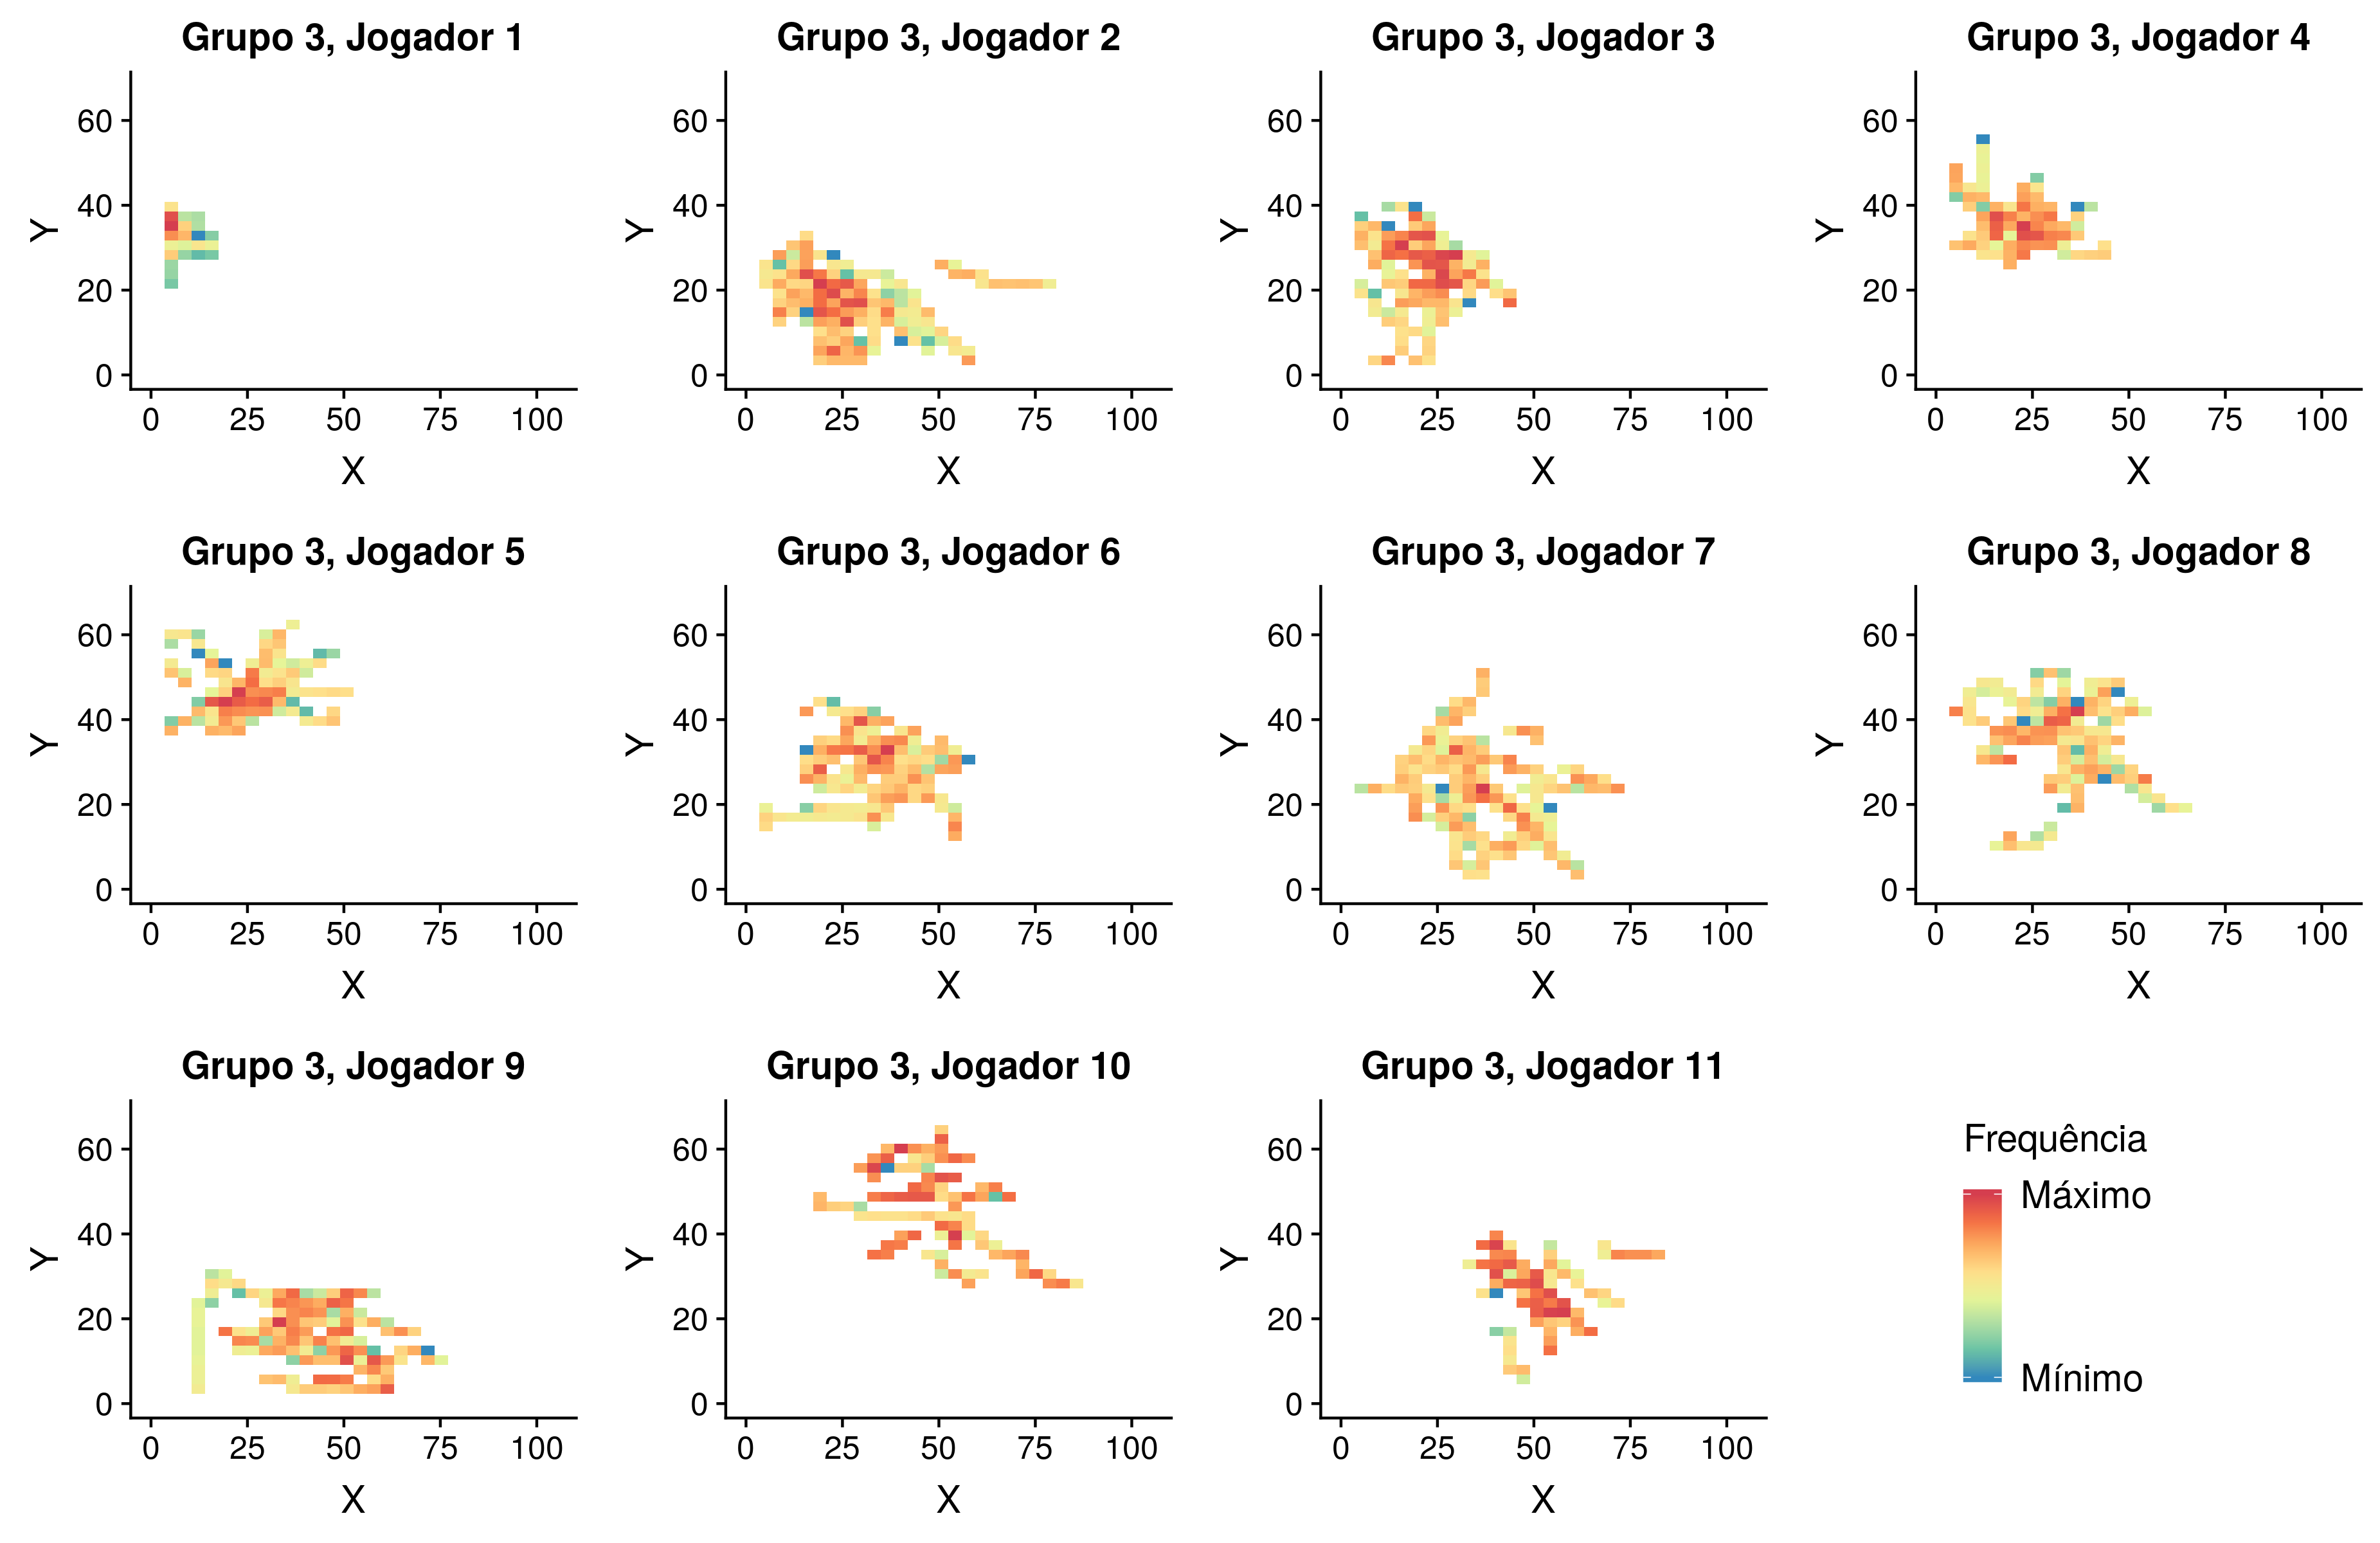 Grupo 3, Jogador 1
Grupo 3, Jogador 2
Grupo 3, Jogador 3
Grupo 3, Jogador 4
60
40
20
0
Y
0 25 50 75 100
X
60
40
20
0
Y
0 25 50 75 100
X
60
40
20
0
Y
0 25 50 75 100
X
60
40
20
0
Y
0 25 50 75 100
X
Grupo 3, Jogador 5
Grupo 3, Jogador 6
Grupo 3, Jogador 7
Grupo 3, Jogador 8
60
40
20
0
Y
0 25 50 75 100
X
60
40
20
0
Y
0 25 50 75 100
X
60
40
20
0
Y
0 25 50 75 100
X
60
40
20
0
Y
0 25 50 75 100
X
Grupo 3, Jogador 9
Grupo 3, Jogador 10
Grupo 3, Jogador 11
60
40
20
0
Y
0 25 50 75 100
X
60
40
20
0
Y
0 25 50 75 100
X
60
40
20
0
Y
0 25 50 75 100
X
Frequência
Máximo
Mínimo